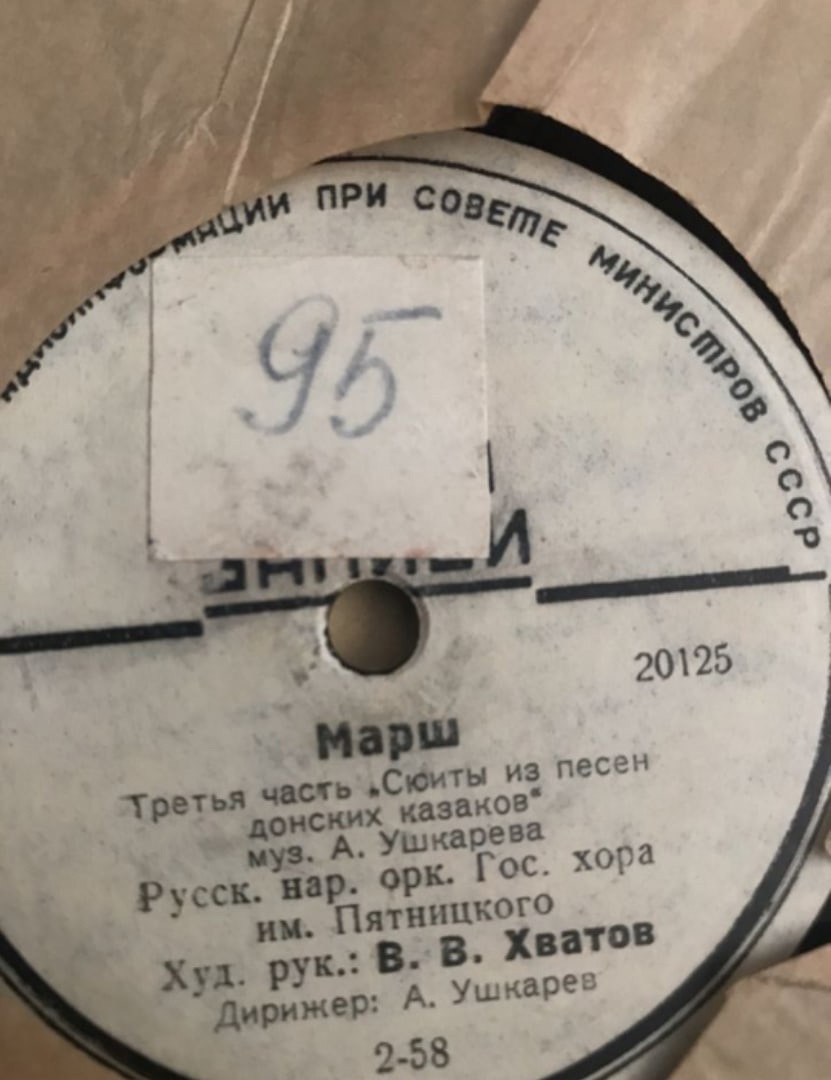 ПРИ СОВЕТЕ МИНИСТРОВ СССР
95
20125
Марш
Третья часть „Сюиты из песен
донских казаков“
муз. А. Ушкарева
Русск. нар. орк. Гос. хора
им. Пятницкого
Худ. рук.: В. В. Хватов
Дирижер: А. Ушкарев
2-58